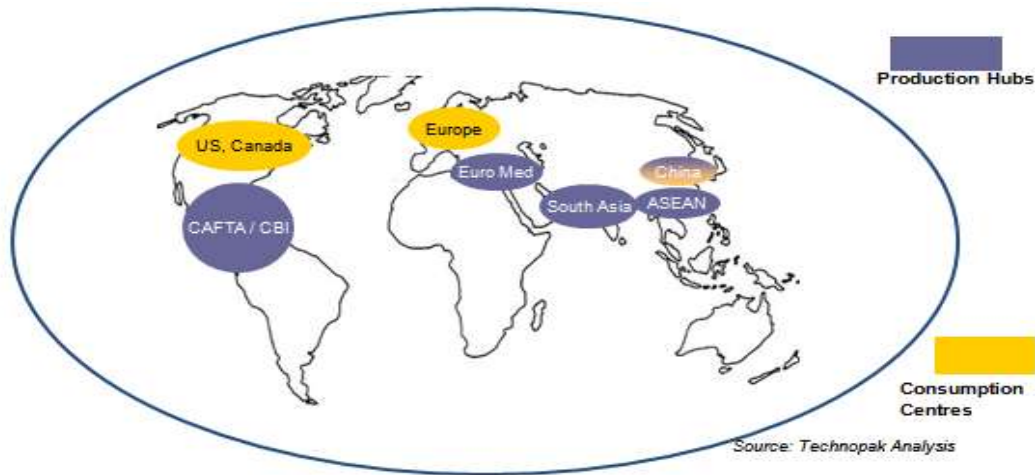 Production Hubs
US, Canada
Europe
Euro Med
China
South Asia
ASEAN
CAFTA / CBI
Consumption
Centres
Source: Technopak Analysis